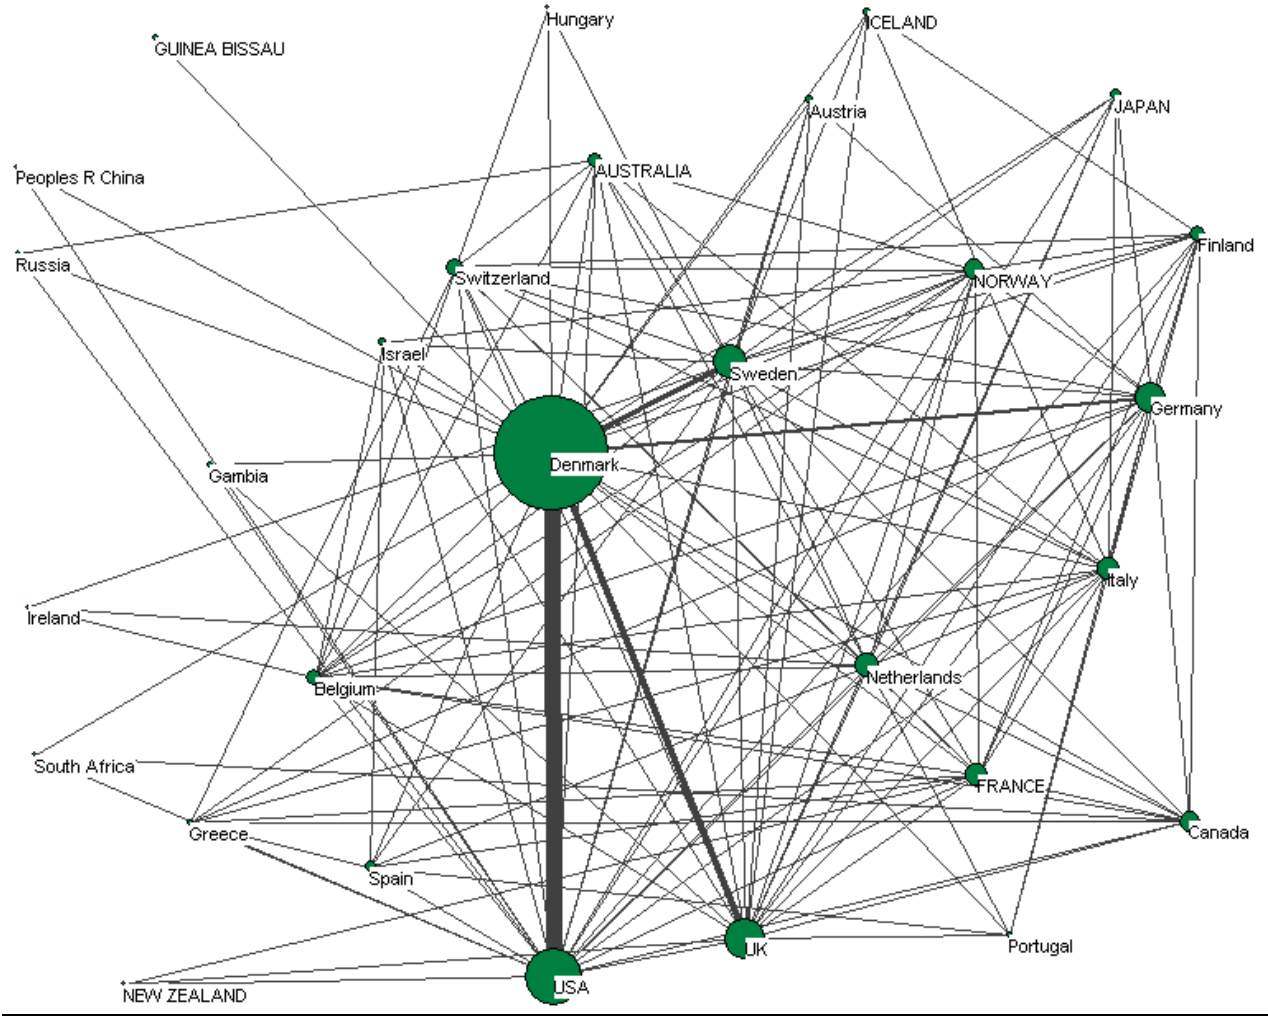 Hungary
ICELAND
GUINEA BISSAU
Austria
JAPAN
AUSTRALIA
Peoples R China
Finland
Russia
Switzerland
NORWAY
Israel
Sweden
Germany
Denmark
Gambia
Italy
Ireland
Netherlands
Belgium
South Africa
FRANCE
Greece
Canada
Spain
Portugal
UK
USA
NEW ZEALAND